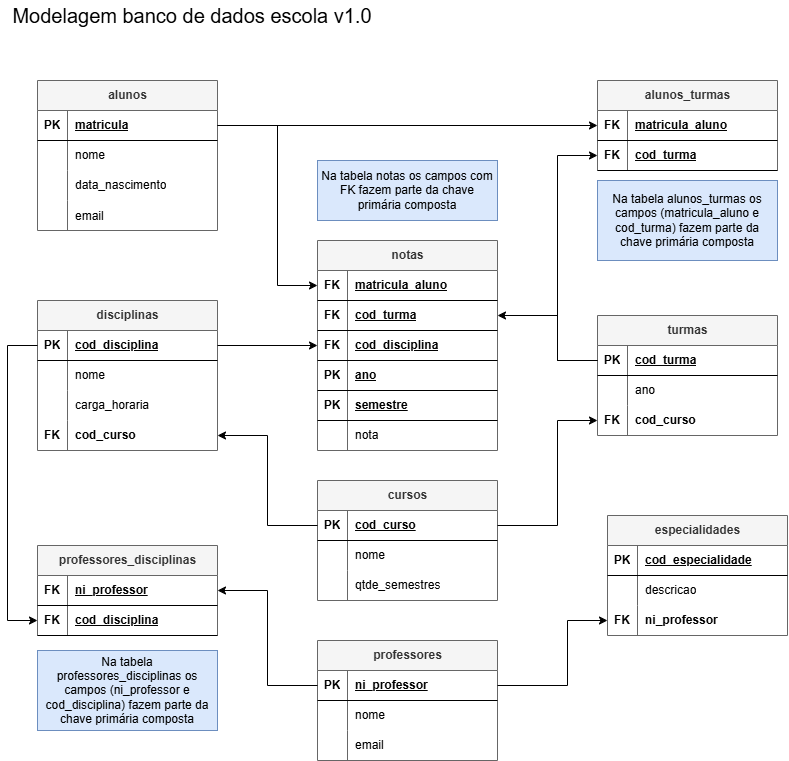 Modelagem banco de dados escola v1.0
alunos
PK matricula
nome
data_nascimento
email
alunos_turmas
FK matricula_aluno
FK cod_turma
Na tabela alunos_turmas os
campos (matricula_aluno e
cod_turma) fazem parte da
chave primária composta
Na tabela notas os campos com
FK fazem parte da chave
primária composta
notas
FK matricula_aluno
FK cod_turma
FK cod_disciplina
PK ano
PK semestre
nota
disciplinas
PK cod_disciplina
nome
carga_horaria
FK cod_curso
turmas
PK cod_turma
ano
FK cod_curso
cursos
PK cod_curso
nome
qtde_semestres
especialidades
PK cod_especialidade
descricao
FK ni_professor
professores_disciplinas
FK ni_professor
FK cod_disciplina
Na tabela
professores_disciplinas os
campos (ni_professor e
cod_disciplina) fazem parte da
chave primária composta
professores
PK ni_professor
nome
email